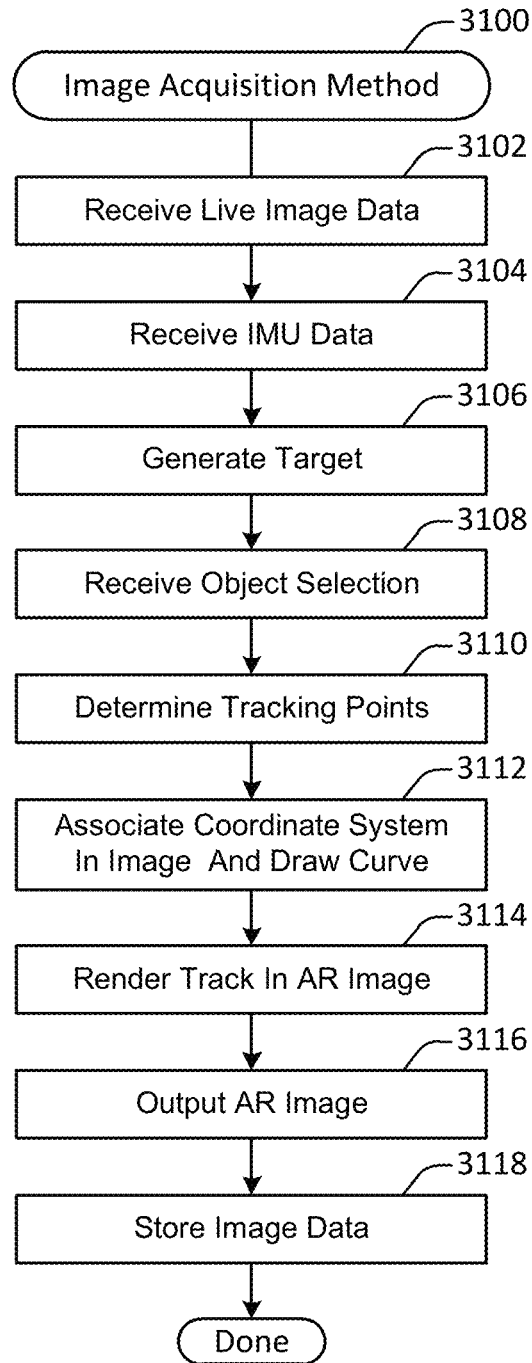 3100
Image Acquisition Method
3102
Receive Live Image Data
3104
Receive IMU Data
3106
Generate Target
3108
Receive Object Selection
3110
Determine Tracking Points
3112
Associate Coordinate System
In Image And Draw Curve
3114
Render Track In AR Image
3116
Output AR Image
3118
Store Image Data
Done